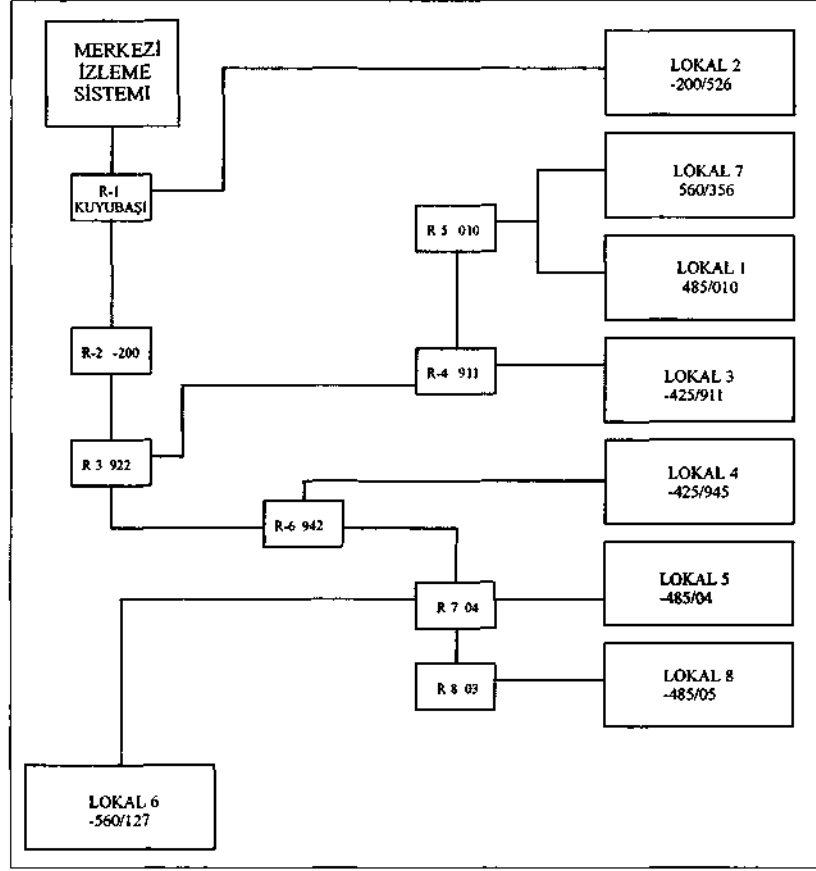 MERKEZİ
İZLEME
SİSTEMI
LOKAL 2
-200/526
R-1
KUYUBAŞİ
LOKAL 7
560/356
R 5 010
LOKAL 1
485/010
R-2 -200
R-4 911
LOKAL 3
-425/911
R 3 922
LOKAL 4
-425/945
R-6 942
LOKAL 5
-485/04
R 7 04
LOKAL 8
-485/05
R 8 03
LOKAL 6
-560/127